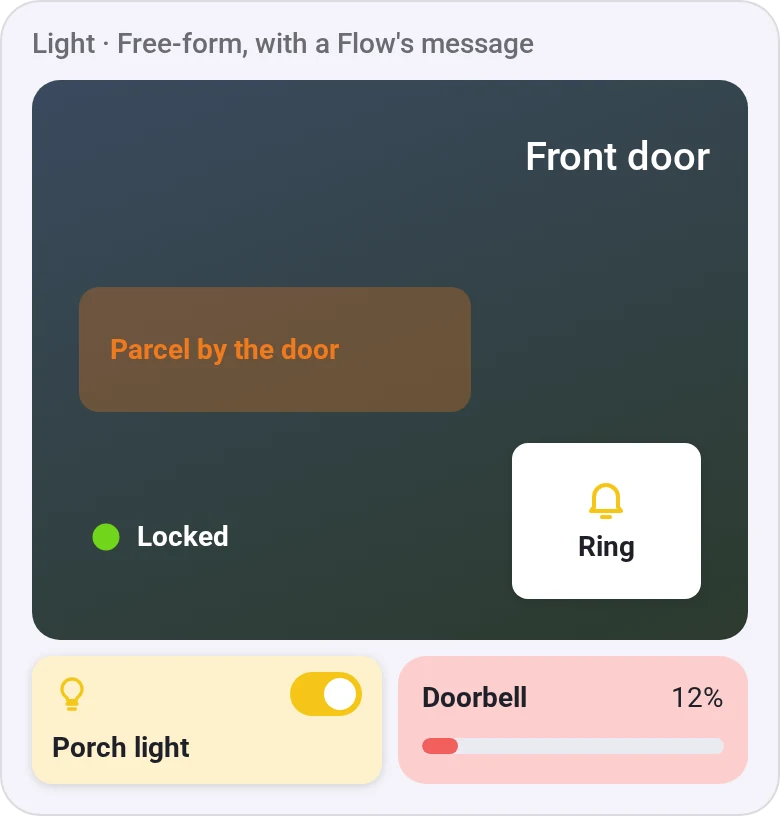 Light · Free-form, with a Flow's message
Front door
Parcel by the door
Locked
Ring
Porch light
Doorbell
12%